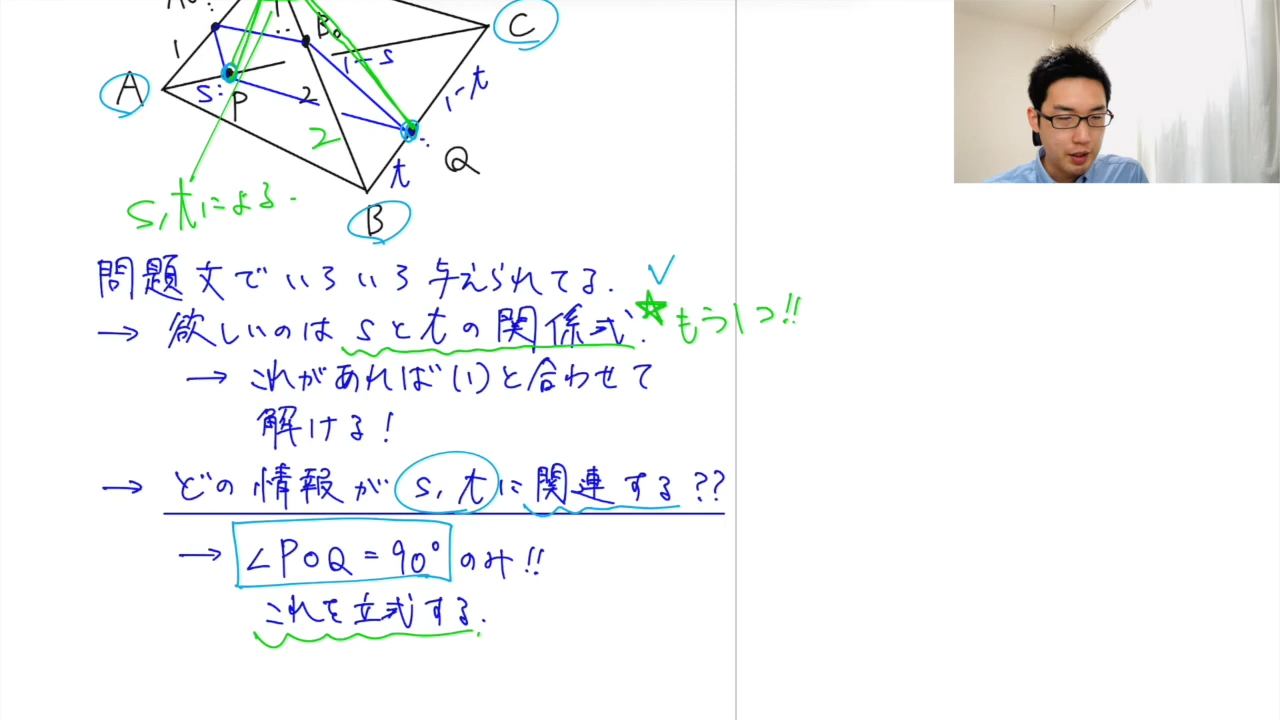 1
B₀
C
1-s
1-t
A
s:
P
2
2
Q
t
B
s,tによる.
問題文でいろいろ与えられてる.
→ 欲しいのはsとtの関係式. ★もう1つ!!
→ これがあれば(1)と合わせて
解ける!
→ どの情報がs,tに関連する??
→ ∠POQ=90°のみ!!
これを立式する.